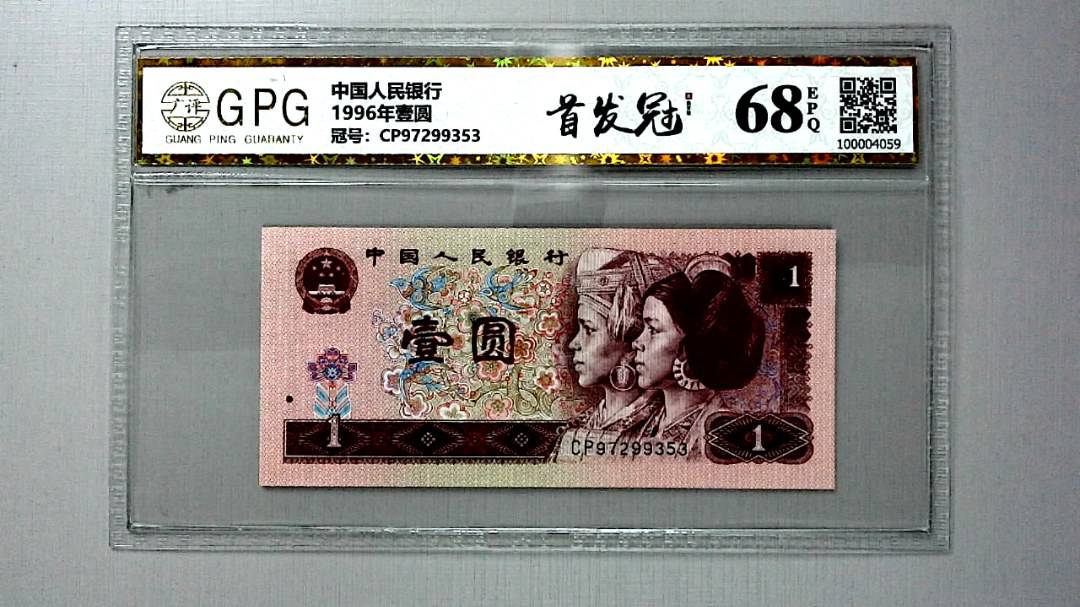 广评
GPG
GUANG PING GUARANTY
中国人民银行
1996年壹圆
冠号：CP97299353
首发冠
68
EPQ
100004059
中国人民银行
1
壹圆
1
CP97299353
1